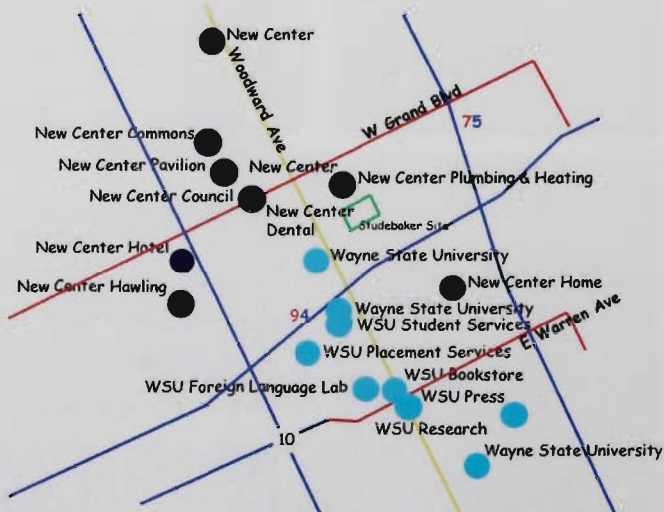 New Center
Woodward Ave
W Grand Blvd
75
New Center Commons
New Center Pavilion
New Center
New Center Plumbing & Heating
New Center Council
New Center
Dental
Studebaker Site
New Center Hotel
Wayne State University
New Center Hawling
New Center Home
94
Wayne State University
WSU Student Services
E Warren Ave
WSU Placement Services
WSU Bookstore
WSU Foreign Language Lab
WSU Press
WSU Research
10
Wayne State University